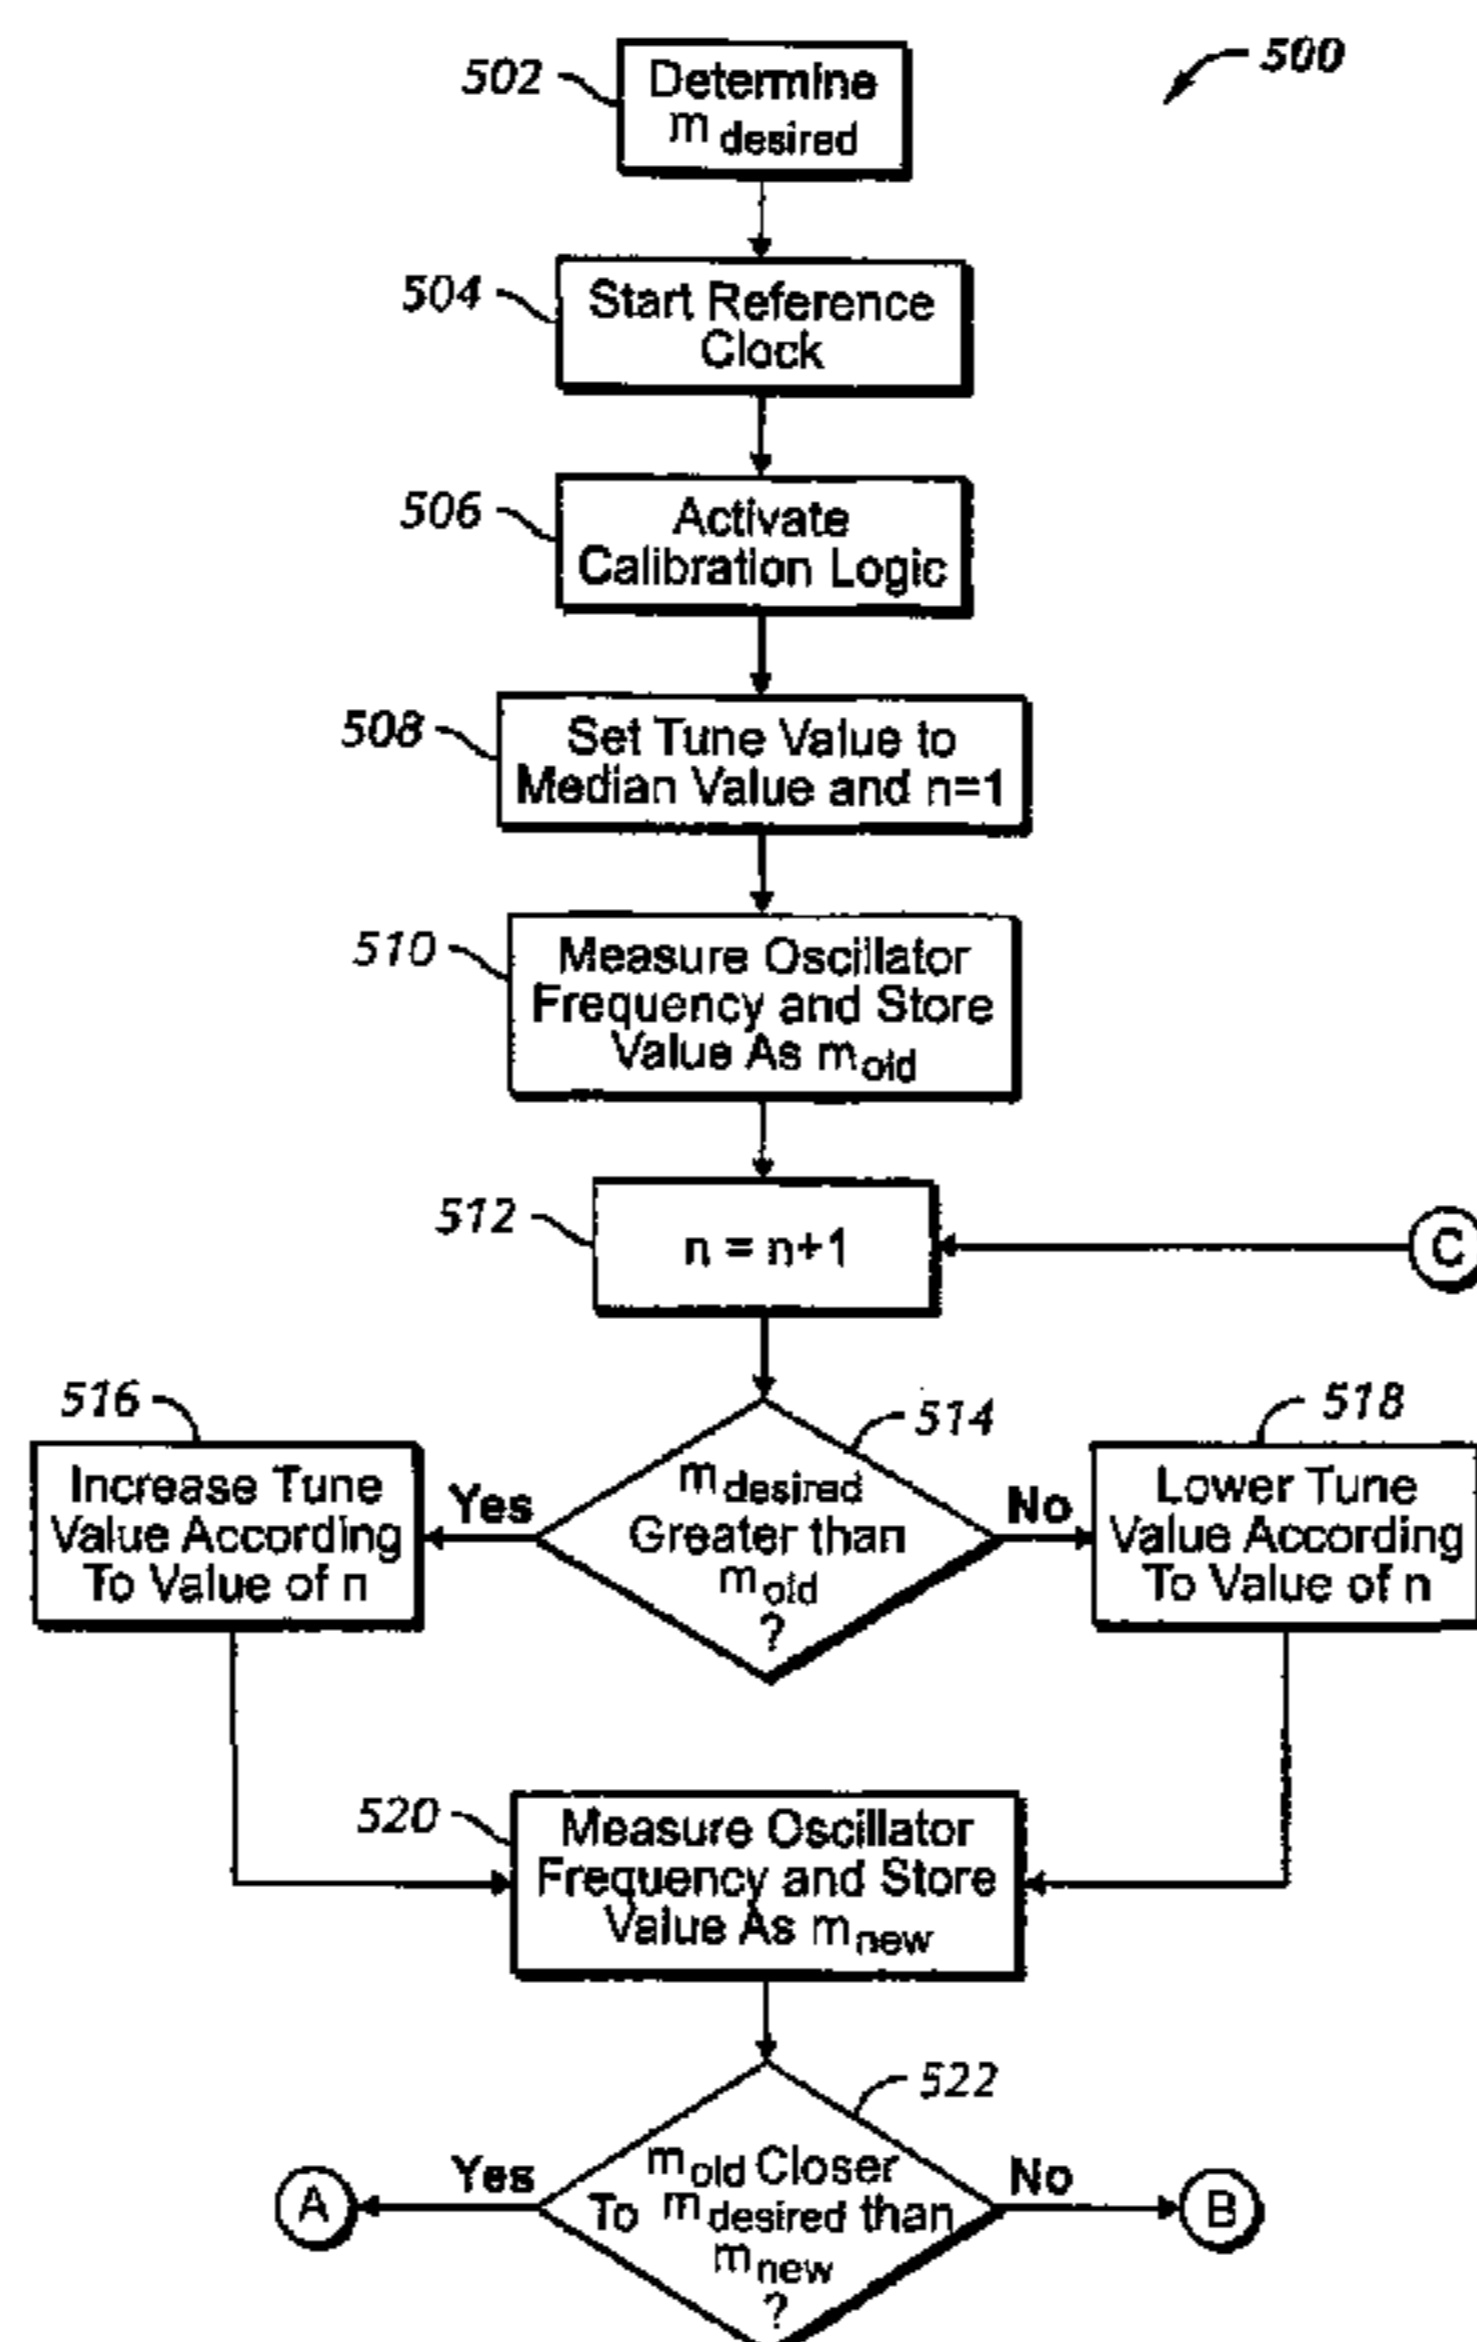 500
502
Determine
m desired
504
Start Reference
Clock
506
Activate
Calibration Logic
508
Set Tune Value to
Median Value and n=1
510
Measure Oscillator
Frequency and Store
Value As m old
512
n = n+1
C
514
m desired
Greater than
m old
?
Yes
No
516
Increase Tune
Value According
To Value of n
518
Lower Tune
Value According
To Value of n
520
Measure Oscillator
Frequency and Store
Value As m new
522
m old Closer
To m desired than
m new
?
Yes
No
A
B